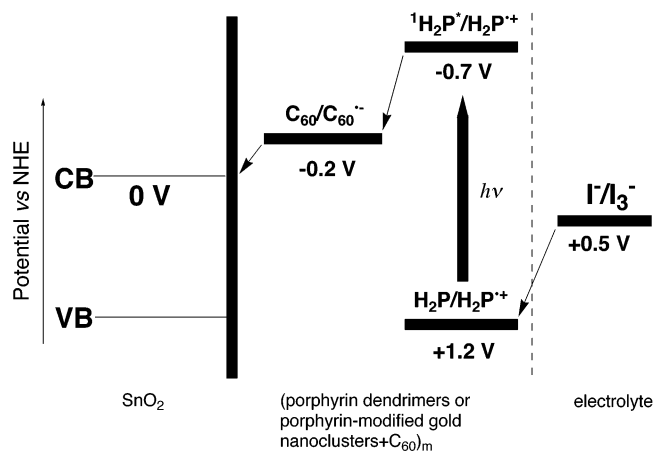 ¹H₂P*/H₂P•⁺
-0.7 V
C₆₀/C₆₀•⁻
-0.2 V
Potential vs NHE
CB
0 V
hν
I⁻/I₃⁻
+0.5 V
H₂P/H₂P•⁺
VB
+1.2 V
SnO₂
(porphyrin dendrimers or
porphyrin-modified gold
nanoclusters+C₆₀)ₘ
electrolyte